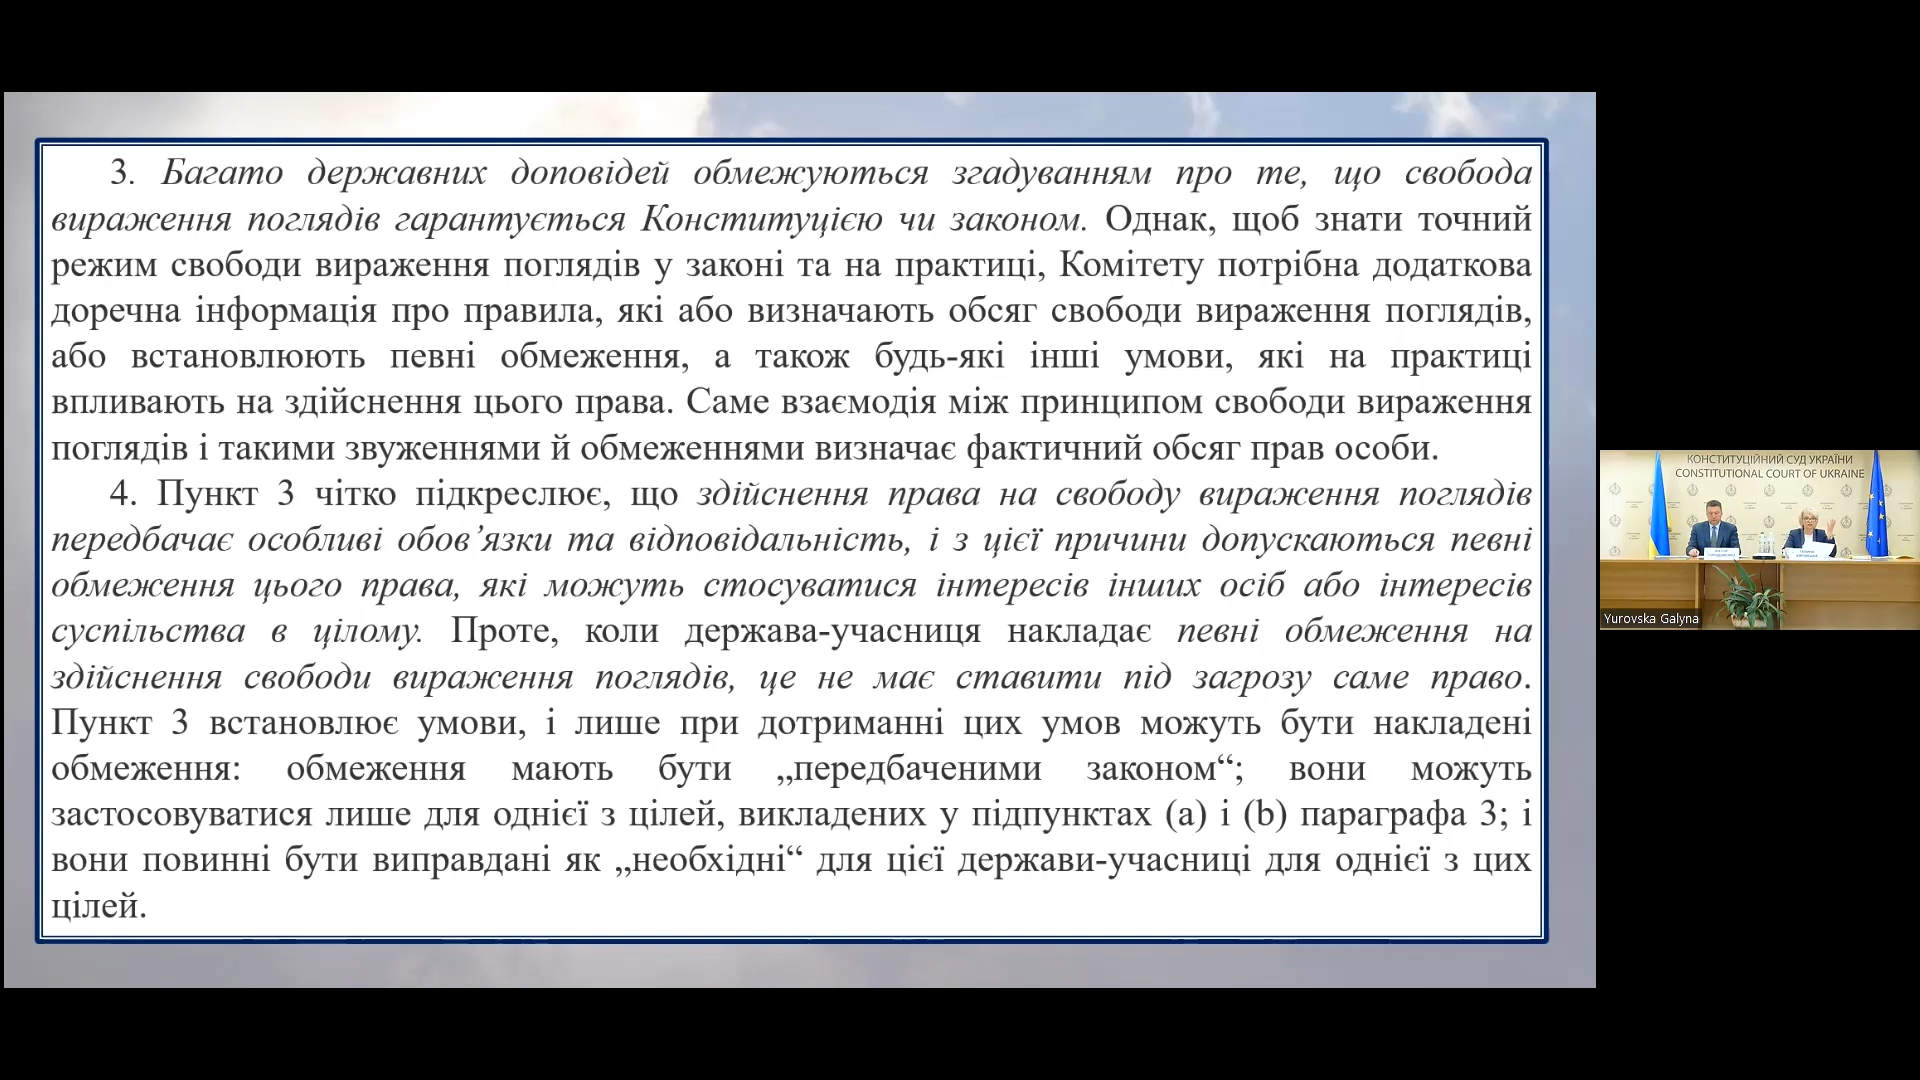 3. Багато державних доповідей обмежуються згадуванням про те, що свобода
вираження поглядів гарантується Конституцією чи законом. Однак, щоб знати точний
режим свободи вираження поглядів у законі та на практиці, Комітету потрібна додаткова
доречна інформація про правила, які або визначають обсяг свободи вираження поглядів,
або встановлюють певні обмеження, а також будь-які інші умови, які на практиці
впливають на здійснення цього права. Саме взаємодія між принципом свободи вираження
поглядів і такими звуженнями й обмеженнями визначає фактичний обсяг прав особи.
4. Пункт 3 чітко підкреслює, що здійснення права на свободу вираження поглядів
передбачає особливі обов’язки та відповідальність, і з цієї причини допускаються певні
обмеження цього права, які можуть стосуватися інтересів інших осіб або інтересів
суспільства в цілому. Проте, коли держава-учасниця накладає певні обмеження на
здійснення свободи вираження поглядів, це не має ставити під загрозу саме право.
Пункт 3 встановлює умови, і лише при дотриманні цих умов можуть бути накладені
обмеження: обмеження мають бути „передбаченими законом“; вони можуть
застосовуватися лише для однієї з цілей, викладених у підпунктах (a) і (b) параграфа 3; і
вони повинні бути виправдані як „необхідні“ для цієї держави-учасниці для однієї з цих
цілей.
КОНСТИТУЦІЙНИЙ СУД УКРАЇНИ
CONSTITUTIONAL COURT OF UKRAINE
Yurovska Galyna